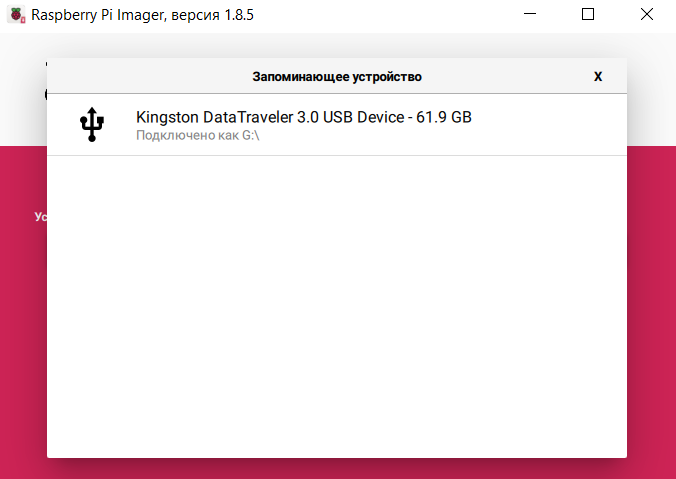 Raspberry Pi Imager, версия 1.8.5
Запоминающее устройство
X
Kingston DataTraveler 3.0 USB Device - 61.9 GB
Подключено как G:\
Ус